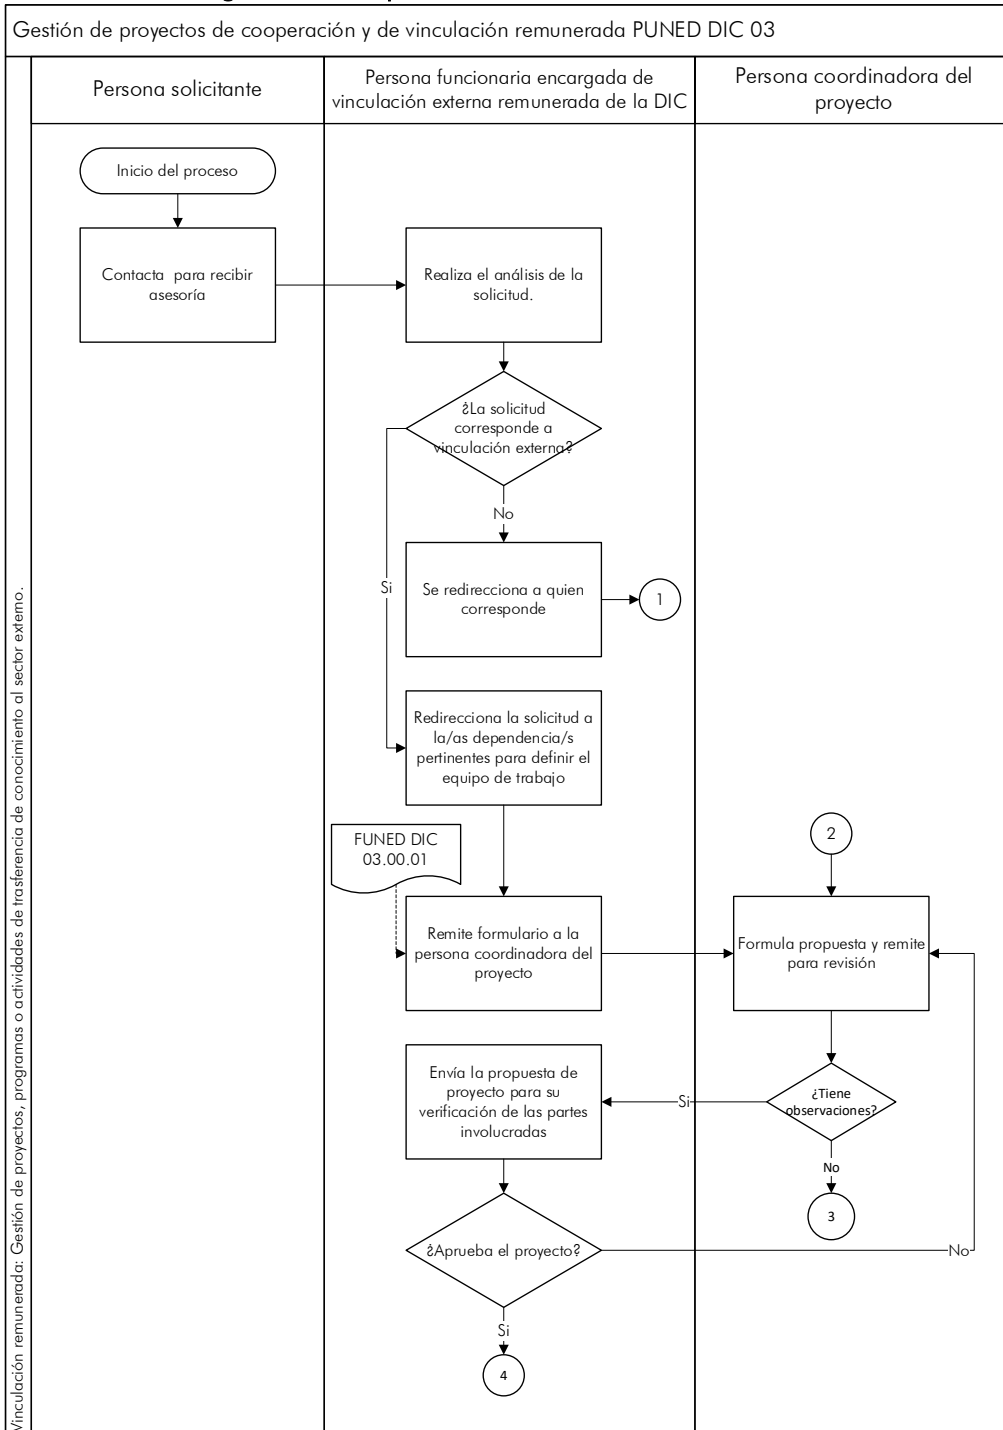 Gestión de proyectos de cooperación y de vinculación remunerada PUNED DIC 03
Persona solicitante
Persona funcionaria encargada de
vinculación externa remunerada de la DIC
Persona coordinadora del
proyecto
Vinculación remunerada: Gestión de proyectos, programas o actividades de trasferencia de conocimiento al sector externo.
Inicio del proceso
Contacta para recibir
asesoría
Realiza el análisis de la
solicitud.
¿La solicitud
corresponde a
vinculación externa?
No
Si
Se redirecciona a quien
corresponde
1
Redirecciona la solicitud a
la/as dependencia/s
pertinentes para definir el
equipo de trabajo
FUNED DIC
03.00.01
2
Remite formulario a la
persona coordinadora del
proyecto
Formula propuesta y remite
para revisión
Envía la propuesta de
proyecto para su
verificación de las partes
involucradas
Si
¿Tiene
observaciones?
No
3
¿Aprueba el proyecto?
No
Si
4